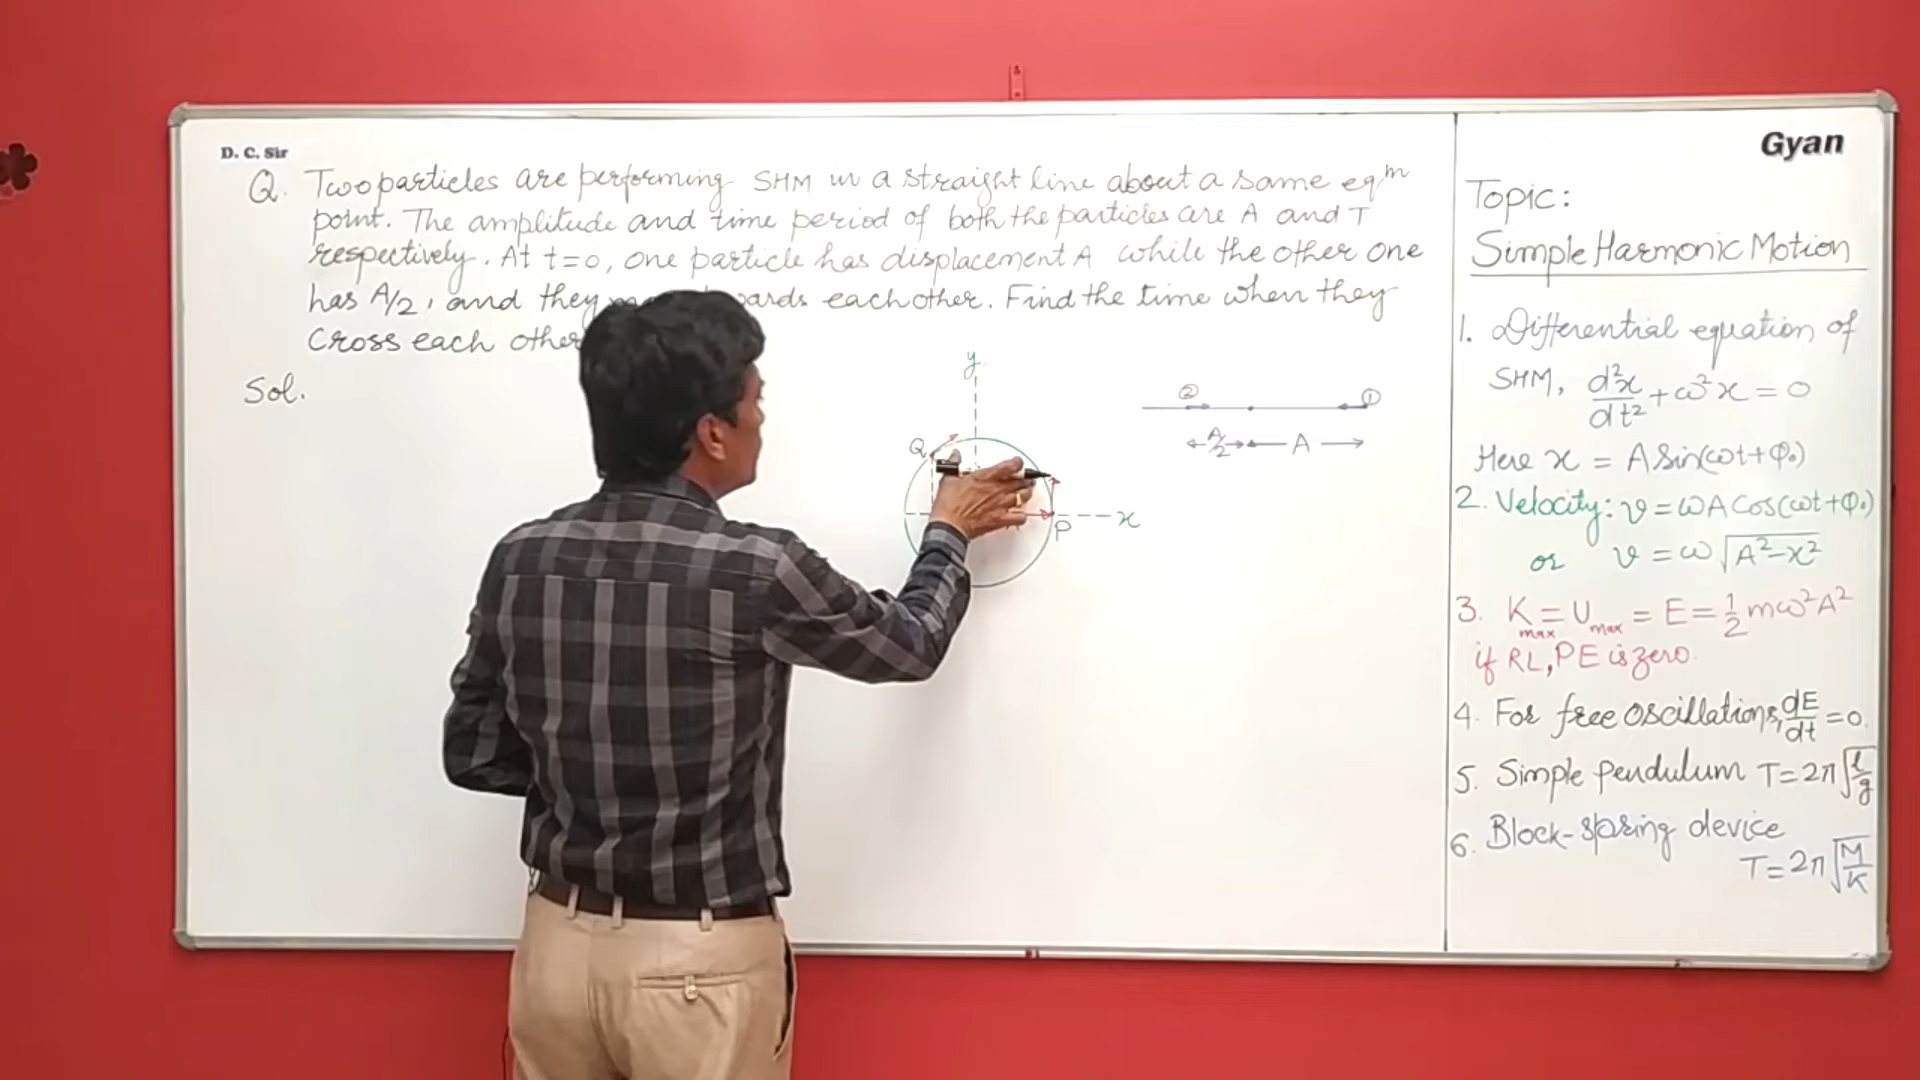 D. C. Sir
Gyan
Q. Two particles are performing SHM in a straight line about a same eqm
point. The amplitude and time period of both the particles are A and T
respectively. At t=0, one particle has displacement A while the other one
has A/2, and they wards each other. Find the time when they
Cross each other
Sol.
y
Q
P
x
② ①
A/2 A
Topic:
Simple Harmonic Motion
1. Differential equation of
SHM, d²x/dt² + ω²x = 0
Here x = A Sin(ωt+φ₀)
2. Velocity: v = ωA Cos(ωt+φ₀)
or v = ω√(A²-x²)
3. Kmax = Umax = E = 1/2 mω²A²
if RL, PE is zero.
4. For free oscillations, dE/dt = 0.
5. Simple pendulum T = 2π√(l/g)
6. Block-spring device
T = 2π√(M/K)